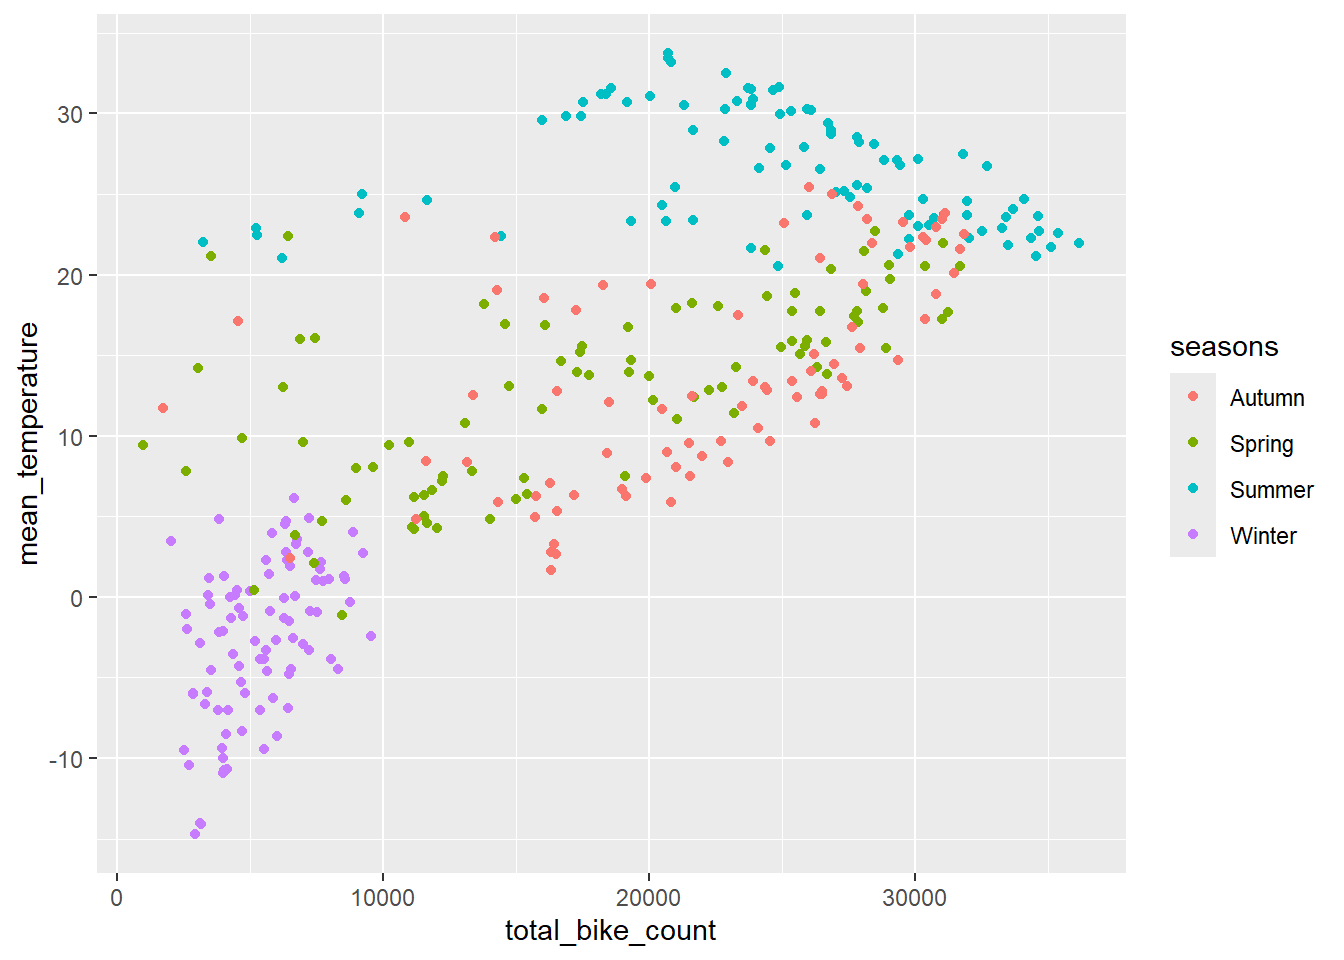 30
20
10
0
-10
mean_temperature
0 10000 20000 30000
total_bike_count
seasons
Autumn
Spring
Summer
Winter